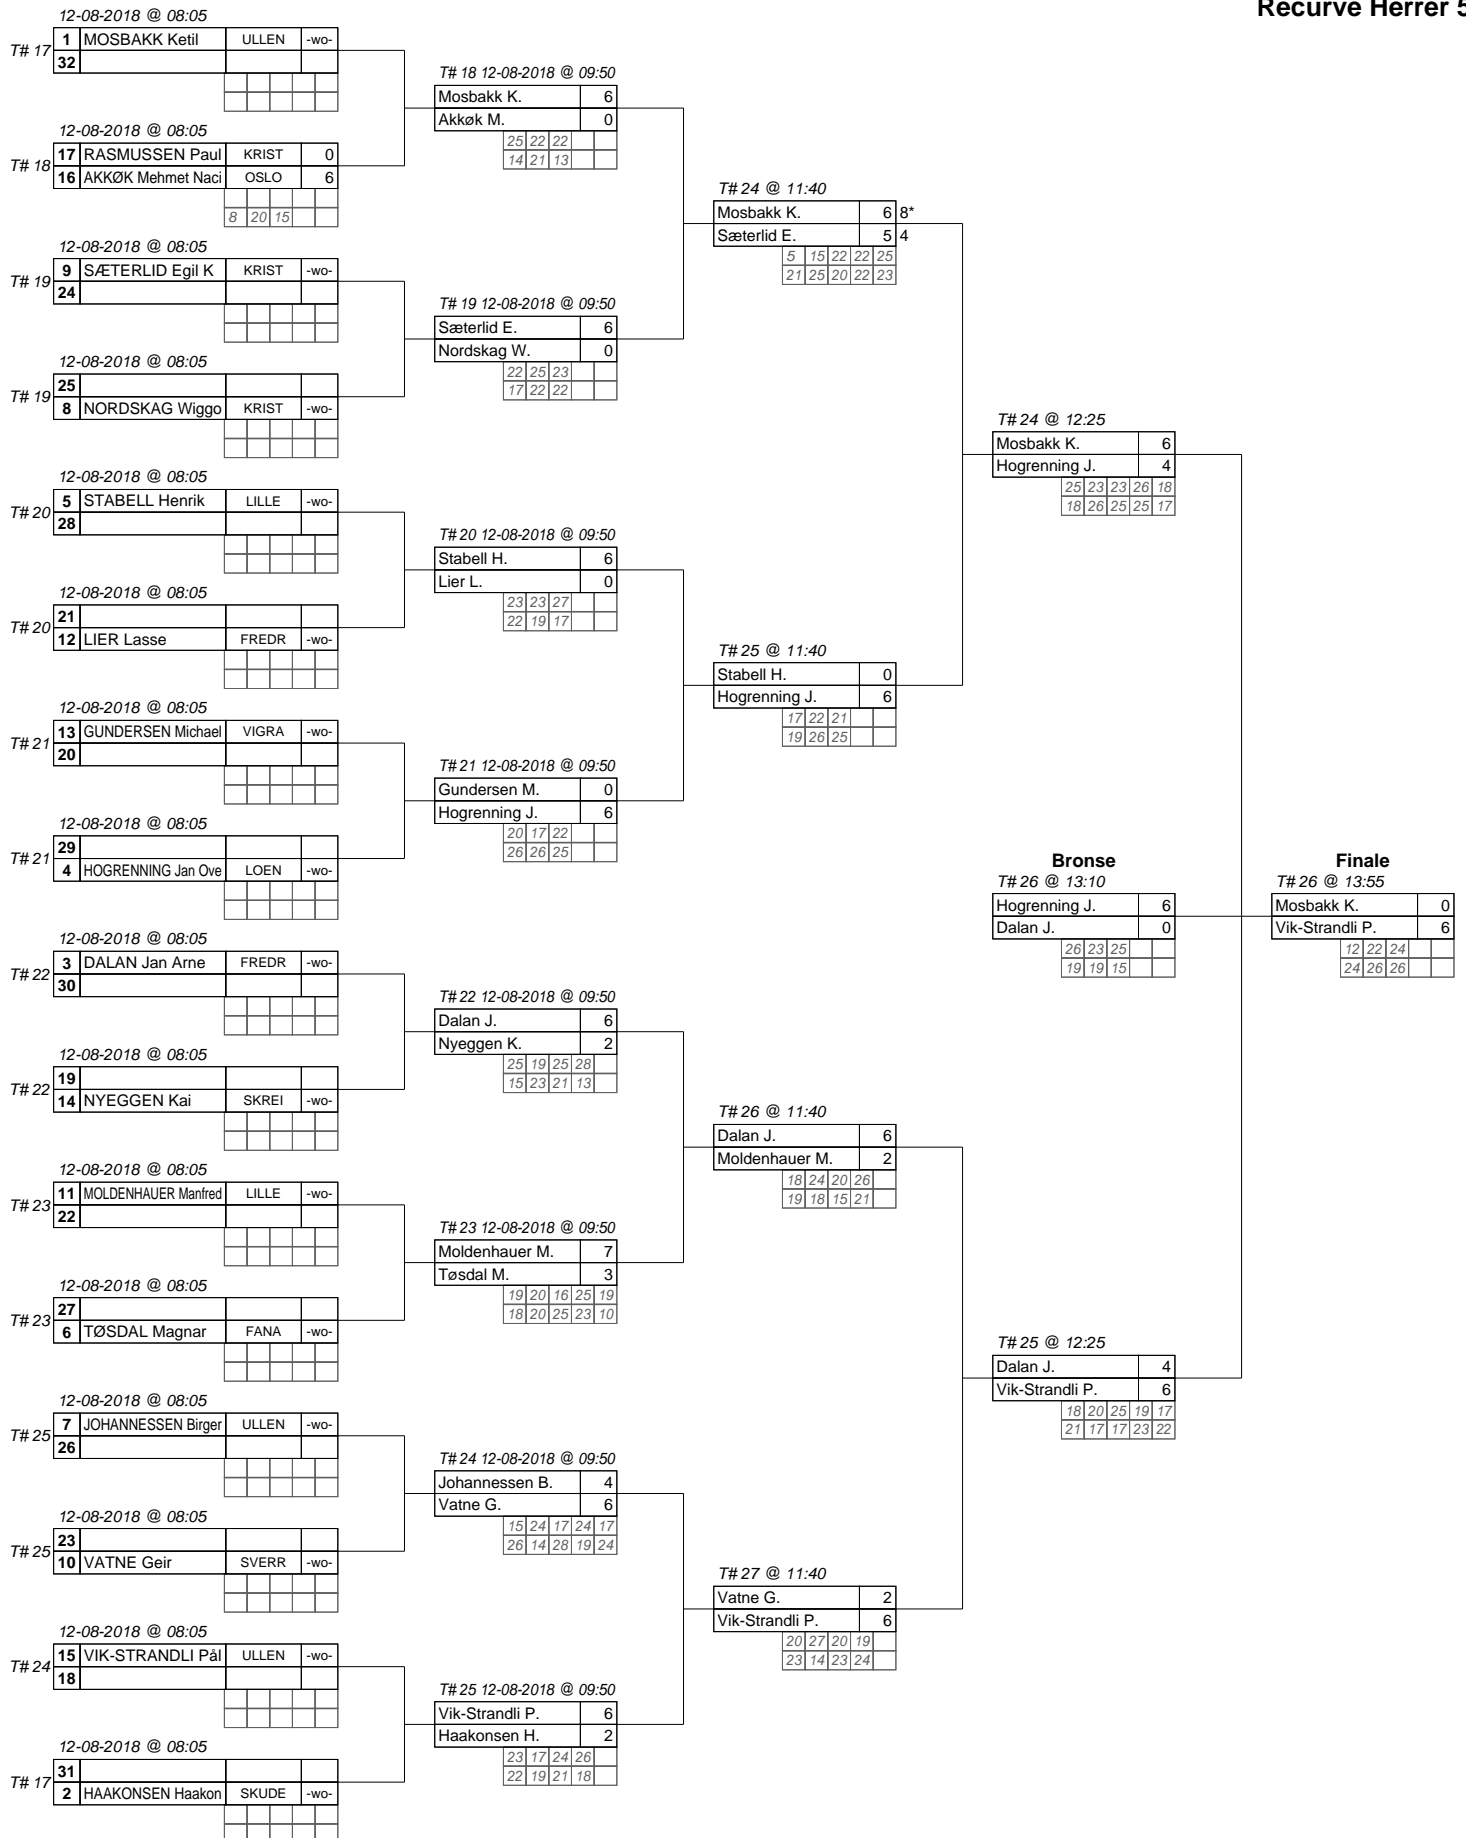 Recurve Herrer 5
12-08-2018 @ 08:05
T# 17
1 MOSBAKK Ketil ULLEN -wo-
32
12-08-2018 @ 08:05
T# 18
17 RASMUSSEN Paul KRIST 0
16 AKKØK Mehmet Naci OSLO 6
8 20 15
12-08-2018 @ 08:05
T# 19
9 SÆTERLID Egil K KRIST -wo-
24
12-08-2018 @ 08:05
T# 19
25
8 NORDSKAG Wiggo KRIST -wo-
12-08-2018 @ 08:05
T# 20
5 STABELL Henrik LILLE -wo-
28
12-08-2018 @ 08:05
T# 20
21
12 LIER Lasse FREDR -wo-
12-08-2018 @ 08:05
T# 21
13 GUNDERSEN Michael VIGRA -wo-
20
12-08-2018 @ 08:05
T# 21
29
4 HOGRENNING Jan Ove LOEN -wo-
12-08-2018 @ 08:05
T# 22
3 DALAN Jan Arne FREDR -wo-
30
12-08-2018 @ 08:05
T# 22
19
14 NYEGGEN Kai SKREI -wo-
12-08-2018 @ 08:05
T# 23
11 MOLDENHAUER Manfred LILLE -wo-
22
12-08-2018 @ 08:05
T# 23
27
6 TØSDAL Magnar FANA -wo-
12-08-2018 @ 08:05
T# 25
7 JOHANNESSEN Birger ULLEN -wo-
26
12-08-2018 @ 08:05
T# 25
23
10 VATNE Geir SVERR -wo-
12-08-2018 @ 08:05
T# 24
15 VIK-STRANDLI Pål ULLEN -wo-
18
12-08-2018 @ 08:05
T# 17
31
2 HAAKONSEN Haakon SKUDE -wo-
T# 18 12-08-2018 @ 09:50
Mosbakk K. 6
Akkøk M. 0
25 22 22
14 21 13
T# 19 12-08-2018 @ 09:50
Sæterlid E. 6
Nordskag W. 0
22 25 23
17 22 22
T# 20 12-08-2018 @ 09:50
Stabell H. 6
Lier L. 0
23 23 27
22 19 17
T# 21 12-08-2018 @ 09:50
Gundersen M. 0
Hogrenning J. 6
20 17 22
26 26 25
T# 22 12-08-2018 @ 09:50
Dalan J. 6
Nyeggen K. 2
25 19 25 28
15 23 21 13
T# 23 12-08-2018 @ 09:50
Moldenhauer M. 7
Tøsdal M. 3
19 20 16 25 19
18 20 25 23 10
T# 24 12-08-2018 @ 09:50
Johannessen B. 4
Vatne G. 6
15 24 17 24 17
26 14 28 19 24
T# 25 12-08-2018 @ 09:50
Vik-Strandli P. 6
Haakonsen H. 2
23 17 24 26
22 19 21 18
T# 24 @ 11:40
Mosbakk K. 6 8*
Sæterlid E. 5 4
5 15 22 22 25
21 25 20 22 23
T# 25 @ 11:40
Stabell H. 0
Hogrenning J. 6
17 22 21
19 26 25
T# 26 @ 11:40
Dalan J. 6
Moldenhauer M. 2
18 24 20 26
19 18 15 21
T# 27 @ 11:40
Vatne G. 2
Vik-Strandli P. 6
20 27 20 19
23 14 23 24
T# 24 @ 12:25
Mosbakk K. 6
Hogrenning J. 4
25 23 23 26 18
18 26 25 25 17
T# 25 @ 12:25
Dalan J. 4
Vik-Strandli P. 6
18 20 25 19 17
21 17 17 23 22
Bronse
T# 26 @ 13:10
Hogrenning J. 6
Dalan J. 0
26 23 25
19 19 15
Finale
T# 26 @ 13:55
Mosbakk K. 0
Vik-Strandli P. 6
12 22 24
24 26 26